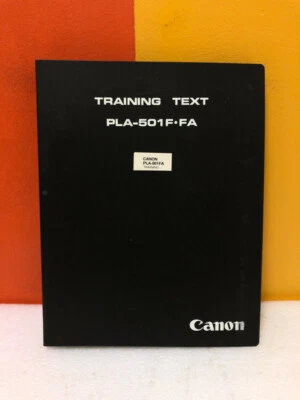 TRAINING TEXT
PLA-501F·FA
CANON
PLA-501FA
Canon